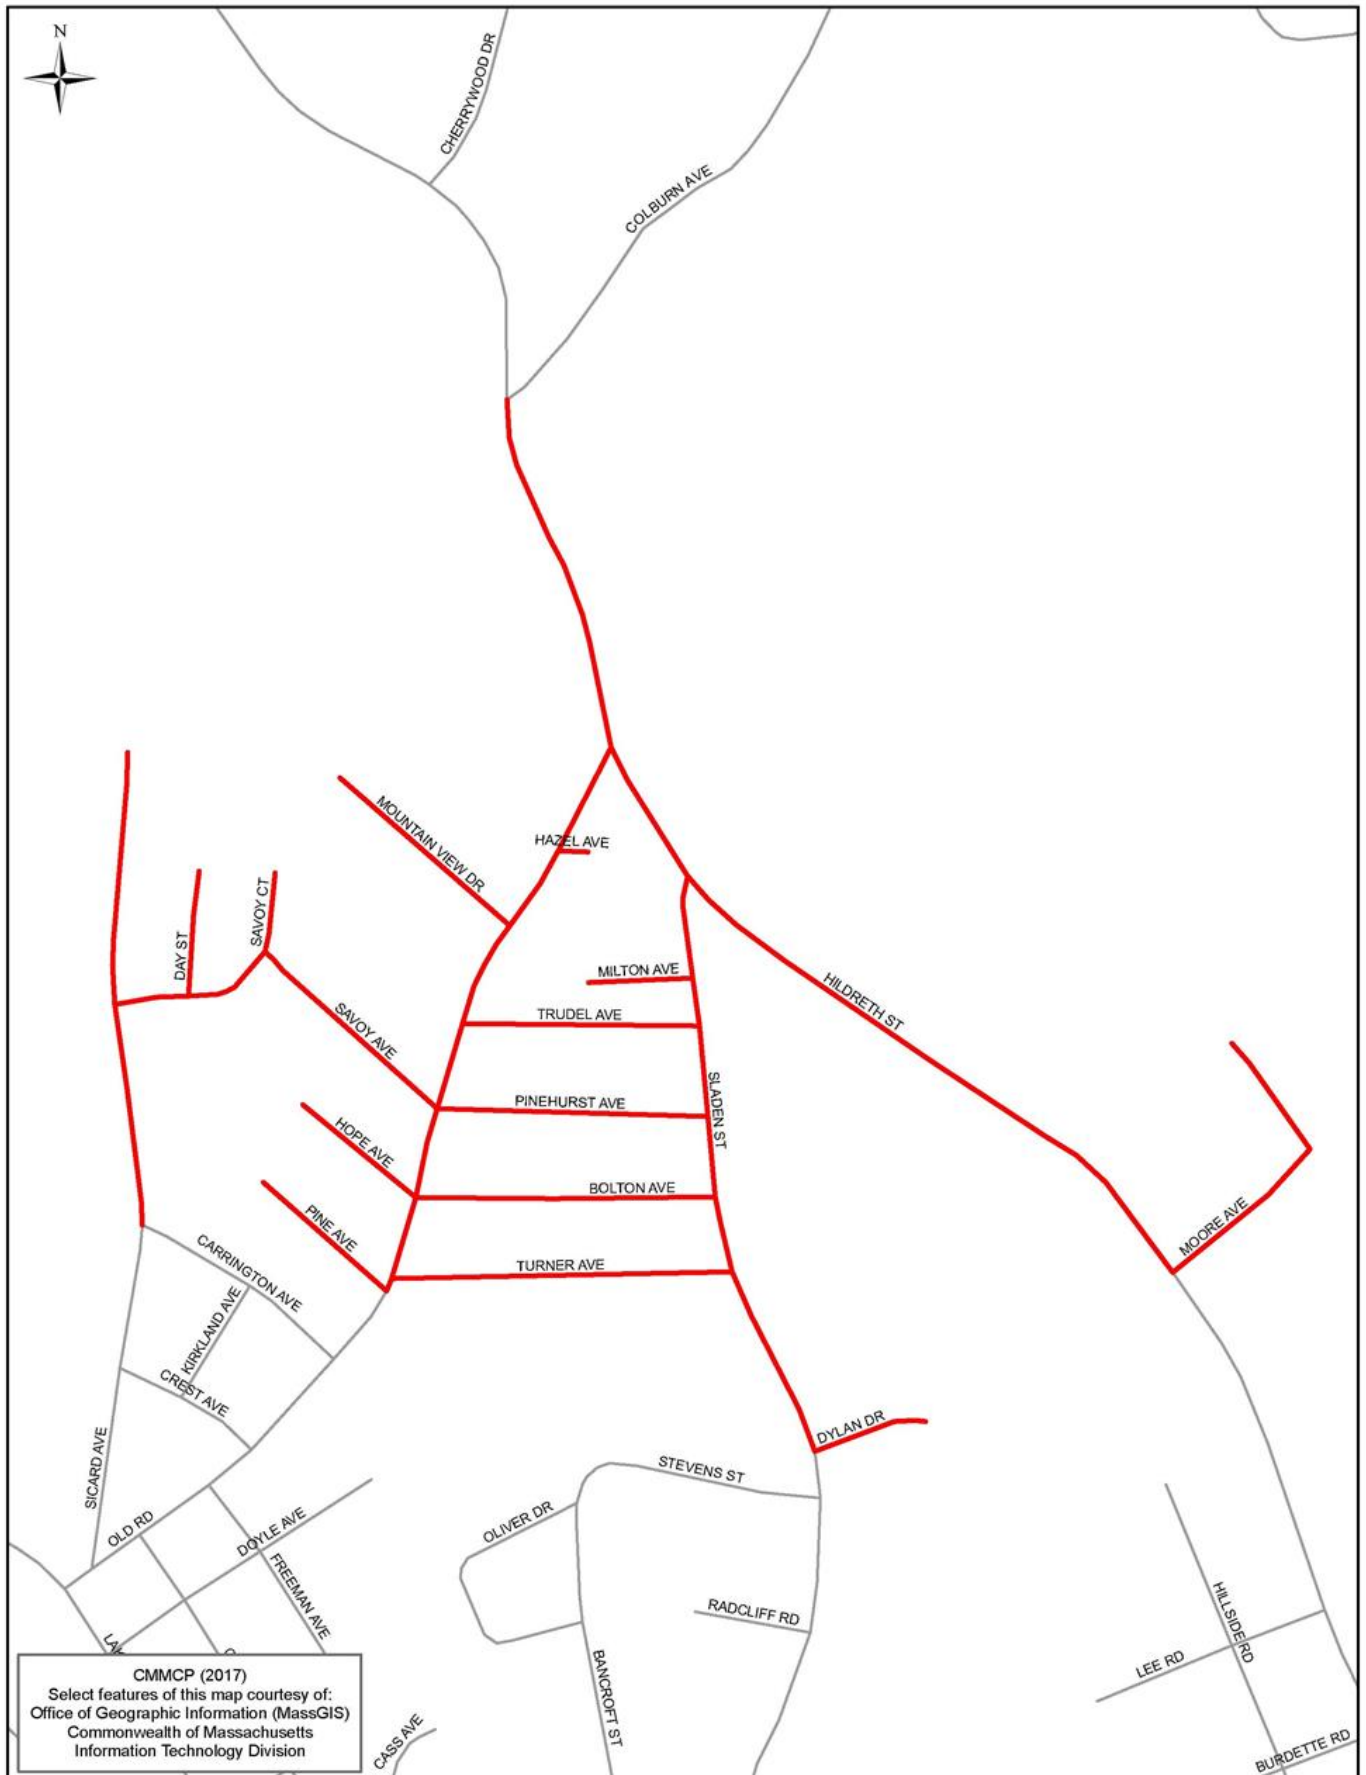 N
CHERRYWOOD DR
COLBURN AVE
MOUNTAIN VIEW DR
HAZEL AVE
SAVOY CT
DAY ST
MILTON AVE
HILDRETH ST
TRUDEL AVE
SAVOY AVE
SLADEN ST
PINEHURST AVE
HOPE AVE
BOLTON AVE
PINE AVE
MOORE AVE
CARRINGTON AVE
TURNER AVE
KIRKLAND AVE
CREST AVE
DYLAN DR
SICARD AVE
STEVENS ST
OLIVER DR
OLD RD
DOYLE AVE
FREEMAN AVE
HILLSIDE RD
RADCLIFF RD
LEE RD
BANCROFT ST
CASS AVE
BURDETTE RD
CMMCP (2017)
Select features of this map courtesy of:
Office of Geographic Information (MassGIS)
Commonwealth of Massachusetts
Information Technology Division